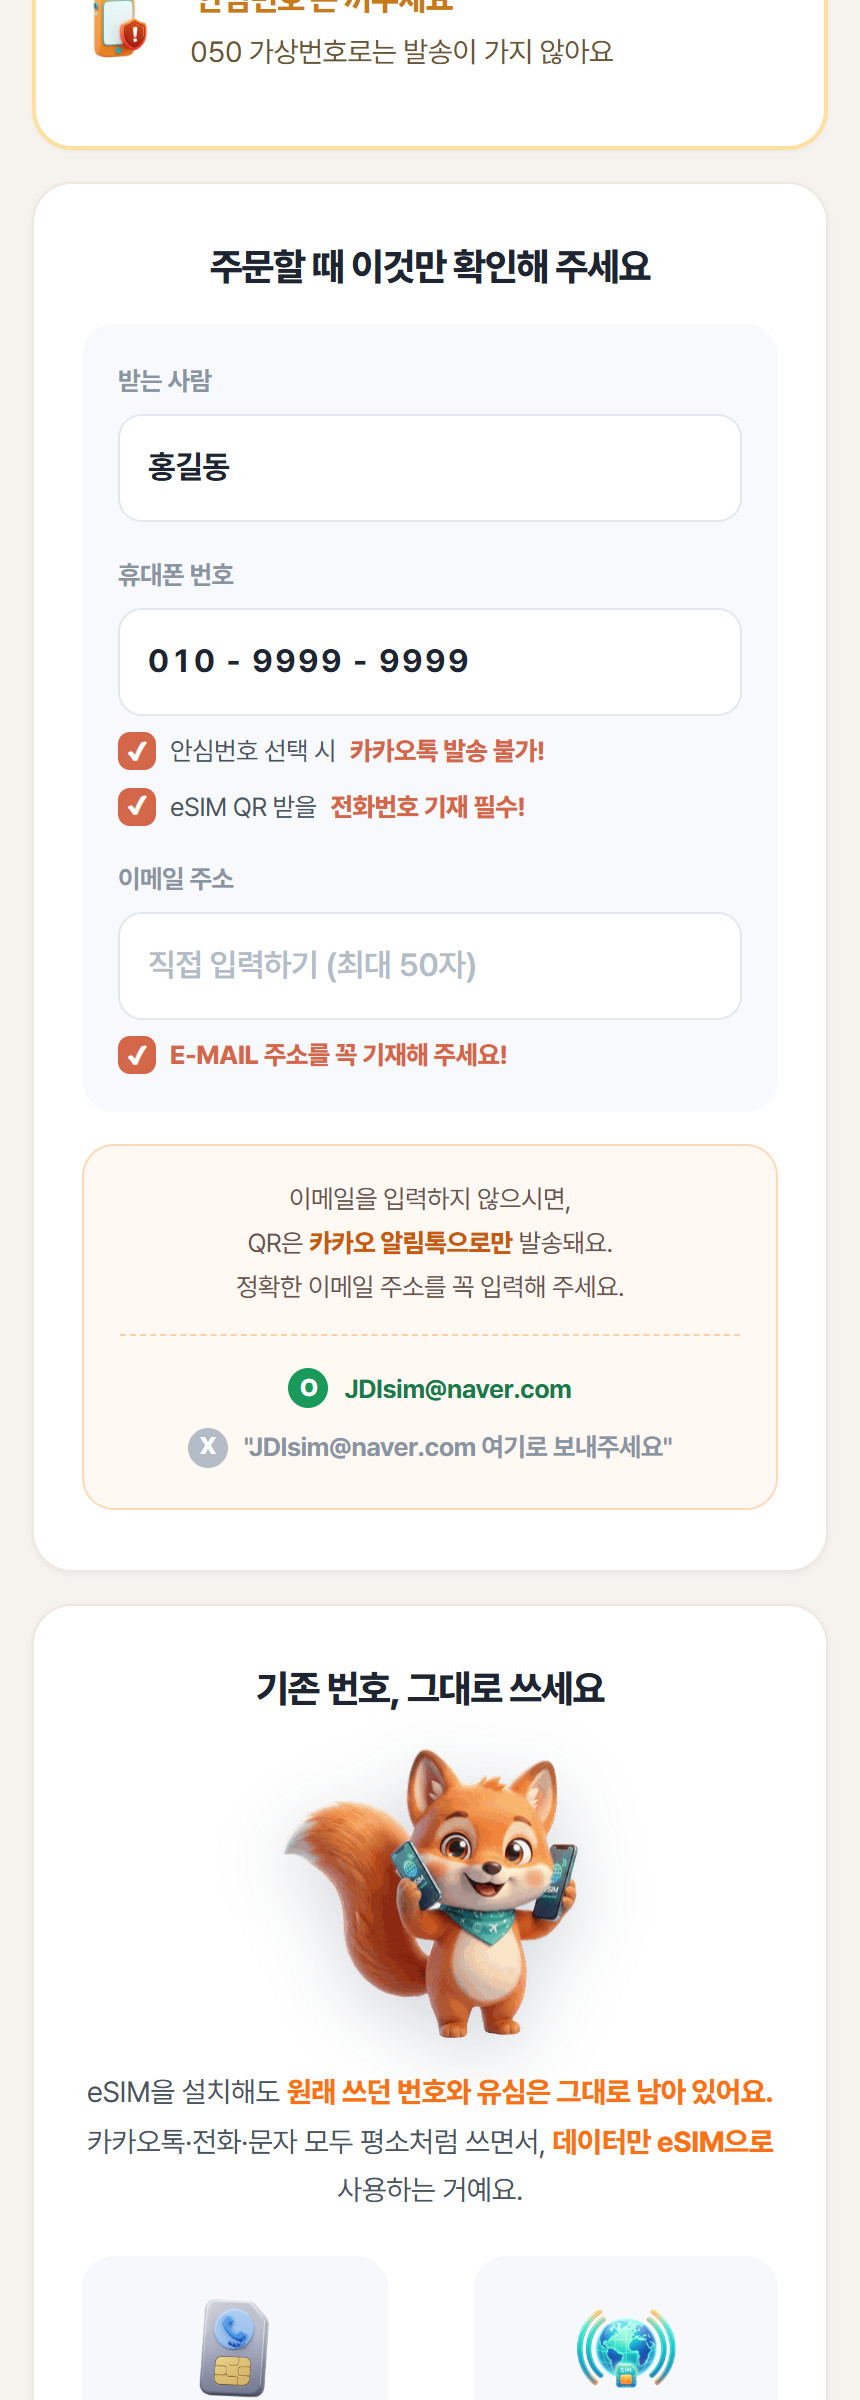 050 가상번호로는 발송이 가지 않아요
주문할 때 이것만 확인해 주세요
받는 사람
홍길동
휴대폰 번호
010 - 9999 - 9999
안심번호 선택 시 카카오톡 발송 불가!
eSIM QR 받을 전화번호 기재 필수!
이메일 주소
직접 입력하기 (최대 50자)
E-MAIL 주소를 꼭 기재해 주세요!
이메일을 입력하지 않으시면,
QR은 카카오 알림톡으로만 발송돼요.
정확한 이메일 주소를 꼭 입력해 주세요.
O JDIsim@naver.com
X "JDIsim@naver.com 여기로 보내주세요"
기존 번호, 그대로 쓰세요
eSIM을 설치해도 원래 쓰던 번호와 유심은 그대로 남아 있어요.
카카오톡·전화·문자 모두 평소처럼 쓰면서, 데이터만 eSIM으로
사용하는 거예요.
SIM